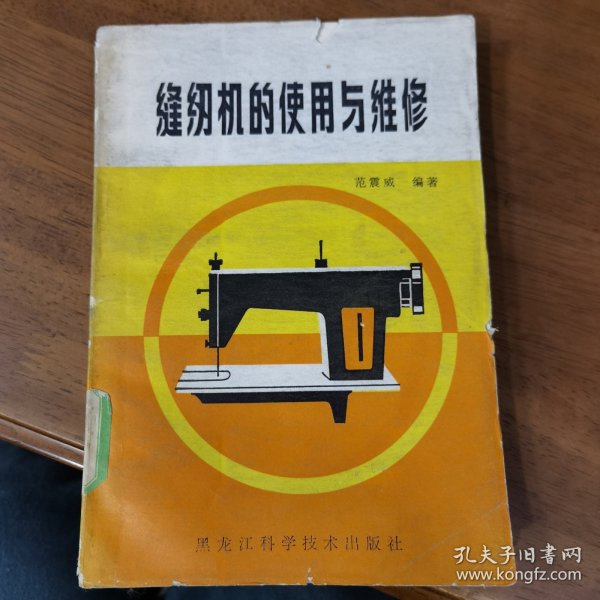 缝纫机的使用与维修
范震威 编著
黑龙江科学技术出版社
孔夫子旧书网
www.kongfz.com